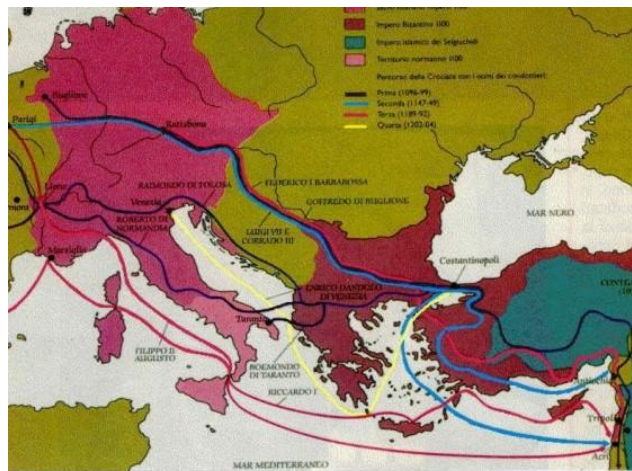 Impero Bizantino 1100
Impero islamico dei Selgiuchidi
Territorio normanno 1100
Percorso delle Crociate con i nomi dei condottieri:
Prima (1096-99)
Seconda (1147-49)
Terza (1189-92)
Quarta (1202-04)
Buglione
Parigi
Ratisbona
FEDERICO I BARBAROSSA
RAIMONDO DI TOLOSA
GOFFREDO DI BUGLIONE
Lione
Venezia
ROBERTO DI
NORMANDIA
LUIGI VII E
CORRADO III
MAR NERO
Marsiglia
Costantinopoli
ENRICO DANDOLO
DI VENEZIA
Taranto
FILIPPO II
AUGUSTO
BOEMONDO
DI TARANTO
RICCARDO I
Antiochia
Tripoli
Acri
MAR MEDITERRANEO